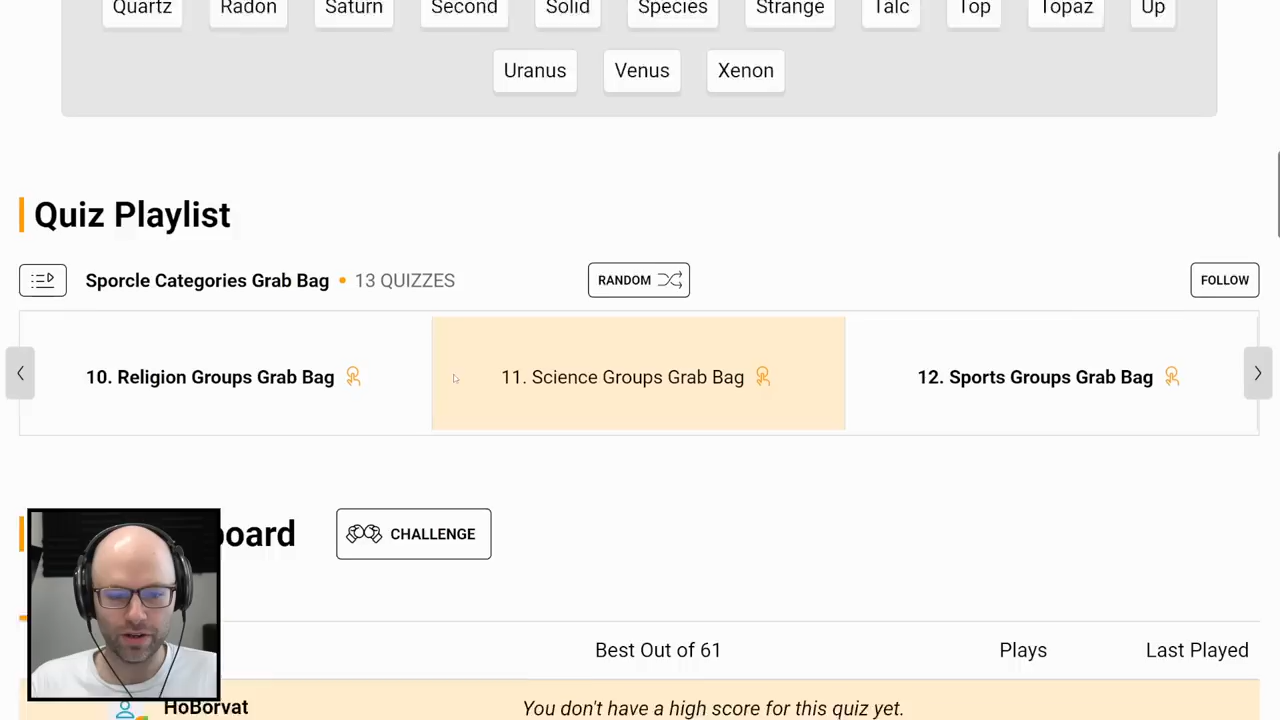 Quartz Radon Saturn Second Solid Species Strange Talc Top Topaz Up
Uranus Venus Xenon
Quiz Playlist
Sporcle Categories Grab Bag • 13 QUIZZES RANDOM FOLLOW
10. Religion Groups Grab Bag 11. Science Groups Grab Bag 12. Sports Groups Grab Bag
board CHALLENGE
Best Out of 61 Plays Last Played
HoBorvat You don't have a high score for this quiz yet.